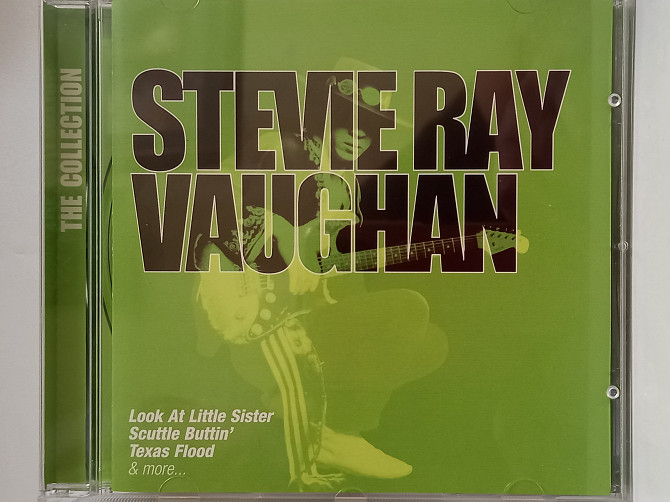 THE COLLECTION
STEVIE RAY
VAUGHAN
Look At Little Sister
Scuttle Buttin'
Texas Flood
& more...